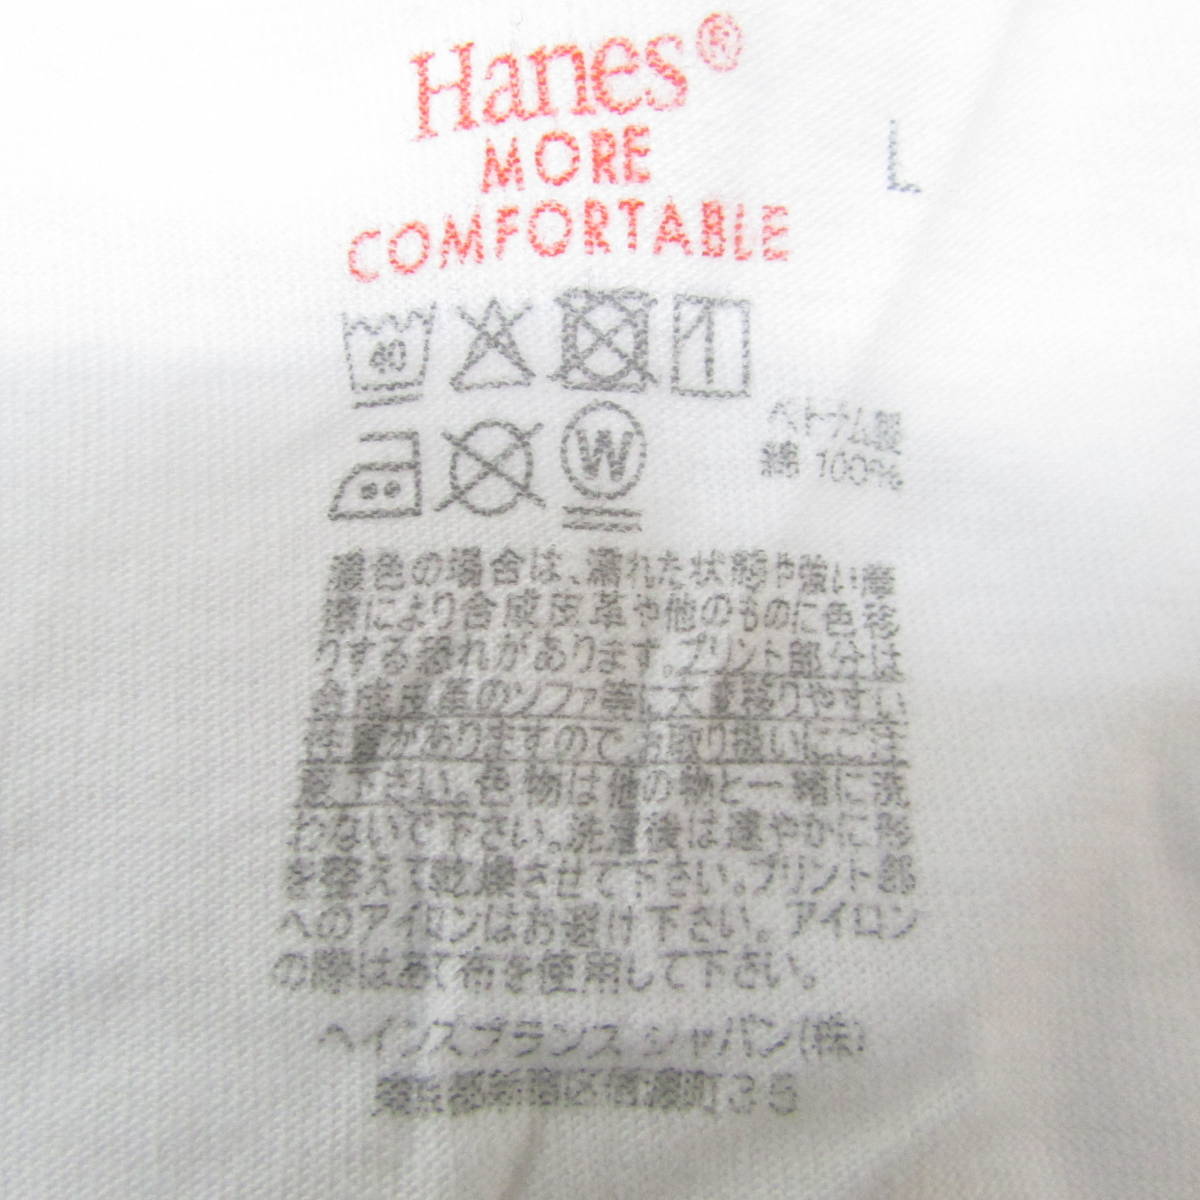 Hanes®
MORE
COMFORTABLE
L
40
W
ベトナム製
綿 100%
着色の場合は、濡れた状態や強い摩
擦により合成皮革や他のものに色移
りする恐れがあります。プリント部分は
合成皮革のソファ等に大変移りやすい
性質がありますのでお取り扱いにご注
意下さい。色物は他の物と一緒に洗
わないで下さい。洗濯後は速やかに形
を整えて乾燥させて下さい。プリント部
へのアイロンはお避け下さい。アイロン
の際はあて布を使用して下さい。
ヘインズブランズ ジャパン(株)
東京都新宿区信濃町35